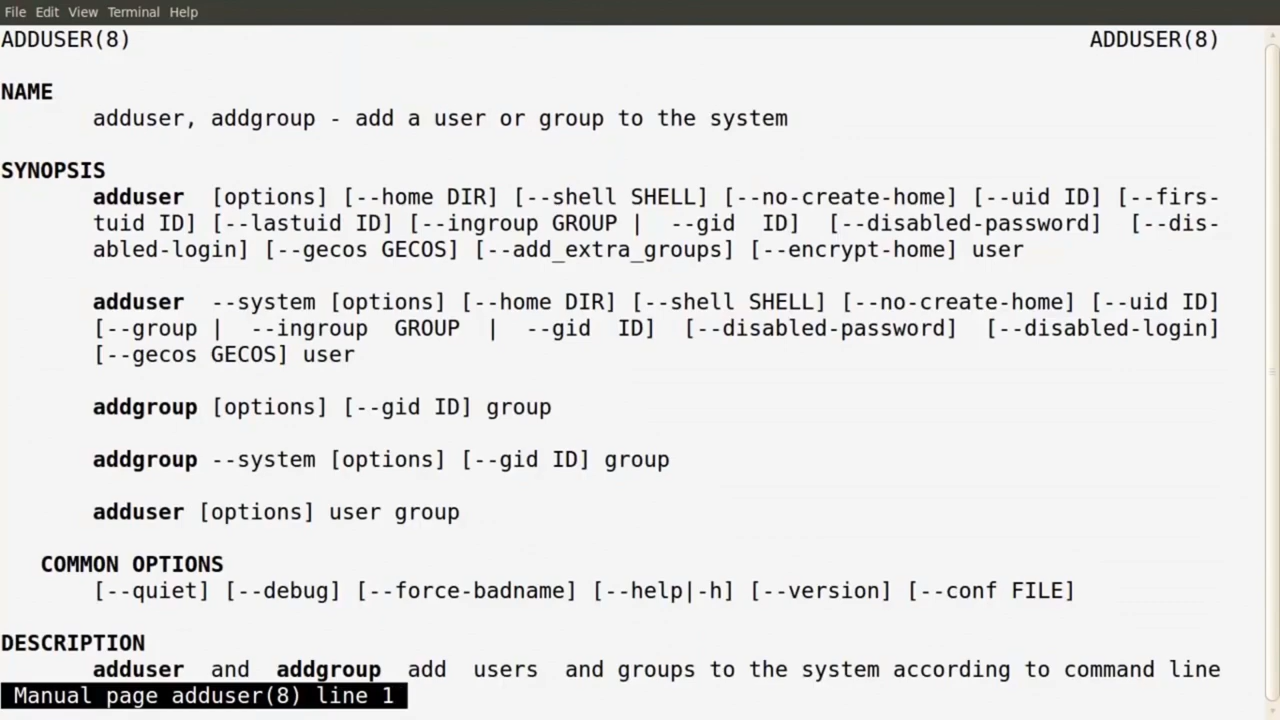 File Edit View Terminal Help
ADDUSER(8) ADDUSER(8)
NAME
adduser, addgroup - add a user or group to the system
SYNOPSIS
adduser [options] [--home DIR] [--shell SHELL] [--no-create-home] [--uid ID] [--firs-
tuid ID] [--lastuid ID] [--ingroup GROUP | --gid ID] [--disabled-password] [--dis-
abled-login] [--gecos GECOS] [--add_extra_groups] [--encrypt-home] user
adduser --system [options] [--home DIR] [--shell SHELL] [--no-create-home] [--uid ID]
[--group | --ingroup GROUP | --gid ID] [--disabled-password] [--disabled-login]
[--gecos GECOS] user
addgroup [options] [--gid ID] group
addgroup --system [options] [--gid ID] group
adduser [options] user group
COMMON OPTIONS
[--quiet] [--debug] [--force-badname] [--help|-h] [--version] [--conf FILE]
DESCRIPTION
adduser and addgroup add users and groups to the system according to command line
Manual page adduser(8) line 1